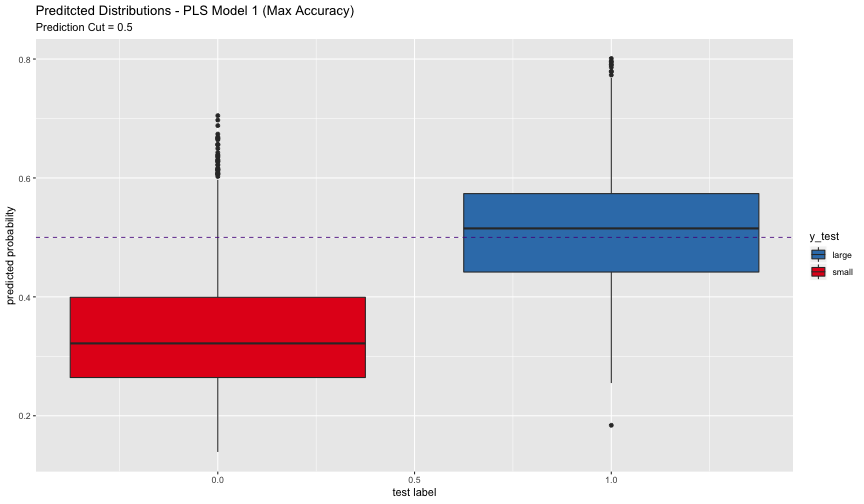 Preditcted Distributions - PLS Model 1 (Max Accuracy)
Prediction Cut = 0.5
predicted probability
0.8
0.6
0.4
0.2
0.0
0.5
1.0
test label
y_test
large
small